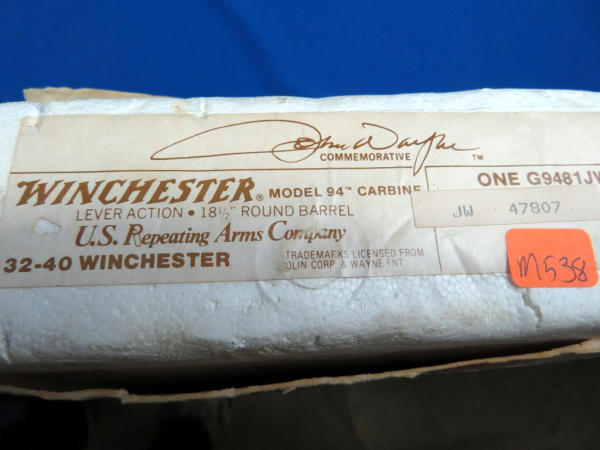 John Wayne
COMMEMORATIVE ™
WINCHESTER® MODEL 94™ CARBINE
LEVER ACTION • 18½" ROUND BARREL
U.S. Repeating Arms Company
32-40 WINCHESTER
TRADEMARKS LICENSED FROM
OLIN CORP. & WAYNE ENT.
ONE G9481JW
JW 47807
M538